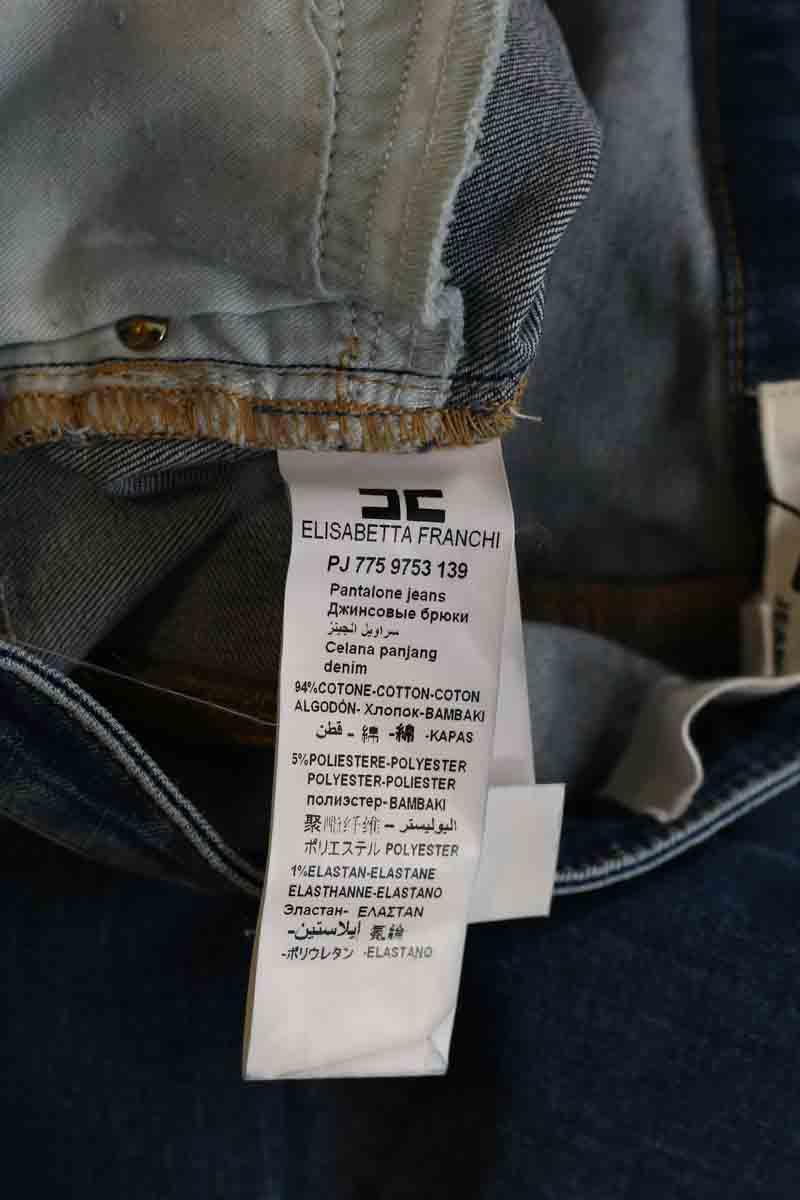 ELISABETTA FRANCHI
PJ 775 9753 139
Pantalone jeans
Джинсовые брюки
سراويل الجينز
Celana panjang
denim
94%COTONE-COTTON-COTON
ALGODÓN- Хлопок-BAMBAKI
قطن - 綿 -綿 -KAPAS
5%POLIESTERE-POLYESTER
POLYESTER-POLIESTER
полиэстер-BAMBAKI
聚酯纤维 – البوليستر
ポリエステル POLYESTER
1%ELASTAN-ELASTANE
ELASTHANNE-ELASTANO
Эластан- ΕΛΑΣΤΑΝ
-إيلاستين 氨綸
-ポリウレタン -ELASTANO